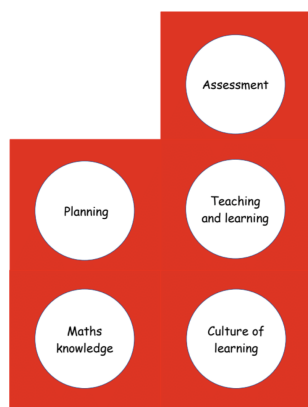 Assessment
Planning
Teaching
and learning
Maths
knowledge
Culture of
learning